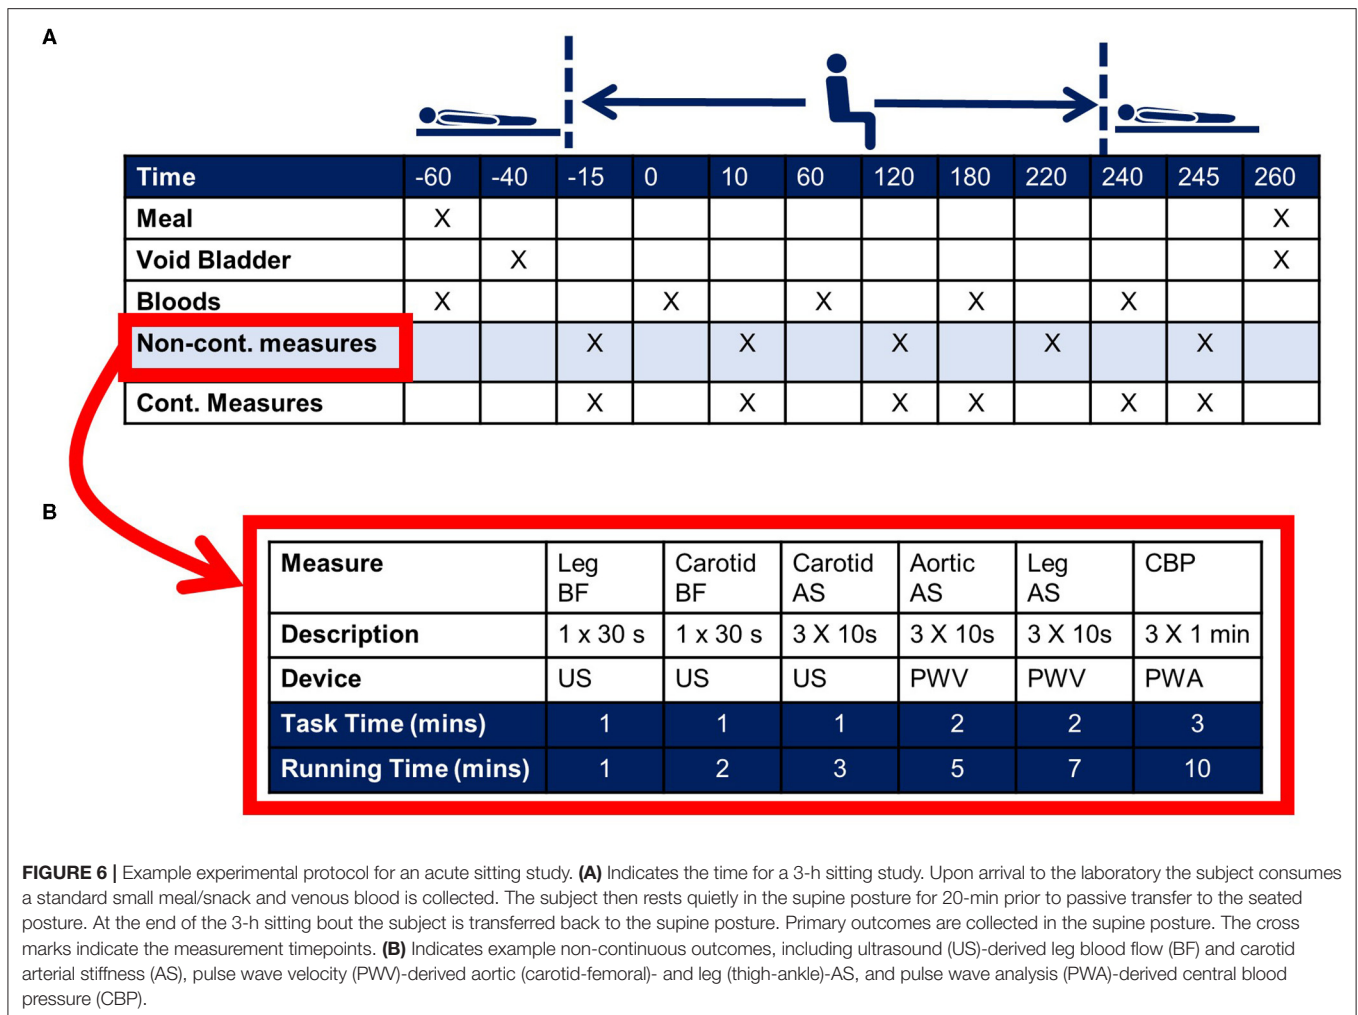 A
Time -60 -40 -15 0 10 60 120 180 220 240 245 260
Meal X X
Void Bladder X X
Bloods X X X X X
Non-cont. measures X X X X X
Cont. Measures X X X X X X
B
Measure Leg BF Carotid BF Carotid AS Aortic AS Leg AS CBP
Description 1 x 30 s 1 x 30 s 3 X 10s 3 X 10s 3 X 10s 3 X 1 min
Device US US US PWV PWV PWA
Task Time (mins) 1 1 1 2 2 3
Running Time (mins) 1 2 3 5 7 10
FIGURE 6 | Example experimental protocol for an acute sitting study. (A) Indicates the time for a 3-h sitting study. Upon arrival to the laboratory the subject consumes
a standard small meal/snack and venous blood is collected. The subject then rests quietly in the supine posture for 20-min prior to passive transfer to the seated
posture. At the end of the 3-h sitting bout the subject is transferred back to the supine posture. Primary outcomes are collected in the supine posture. The cross
marks indicate the measurement timepoints. (B) Indicates example non-continuous outcomes, including ultrasound (US)-derived leg blood flow (BF) and carotid
arterial stiffness (AS), pulse wave velocity (PWV)-derived aortic (carotid-femoral)- and leg (thigh-ankle)-AS, and pulse wave analysis (PWA)-derived central blood
pressure (CBP).